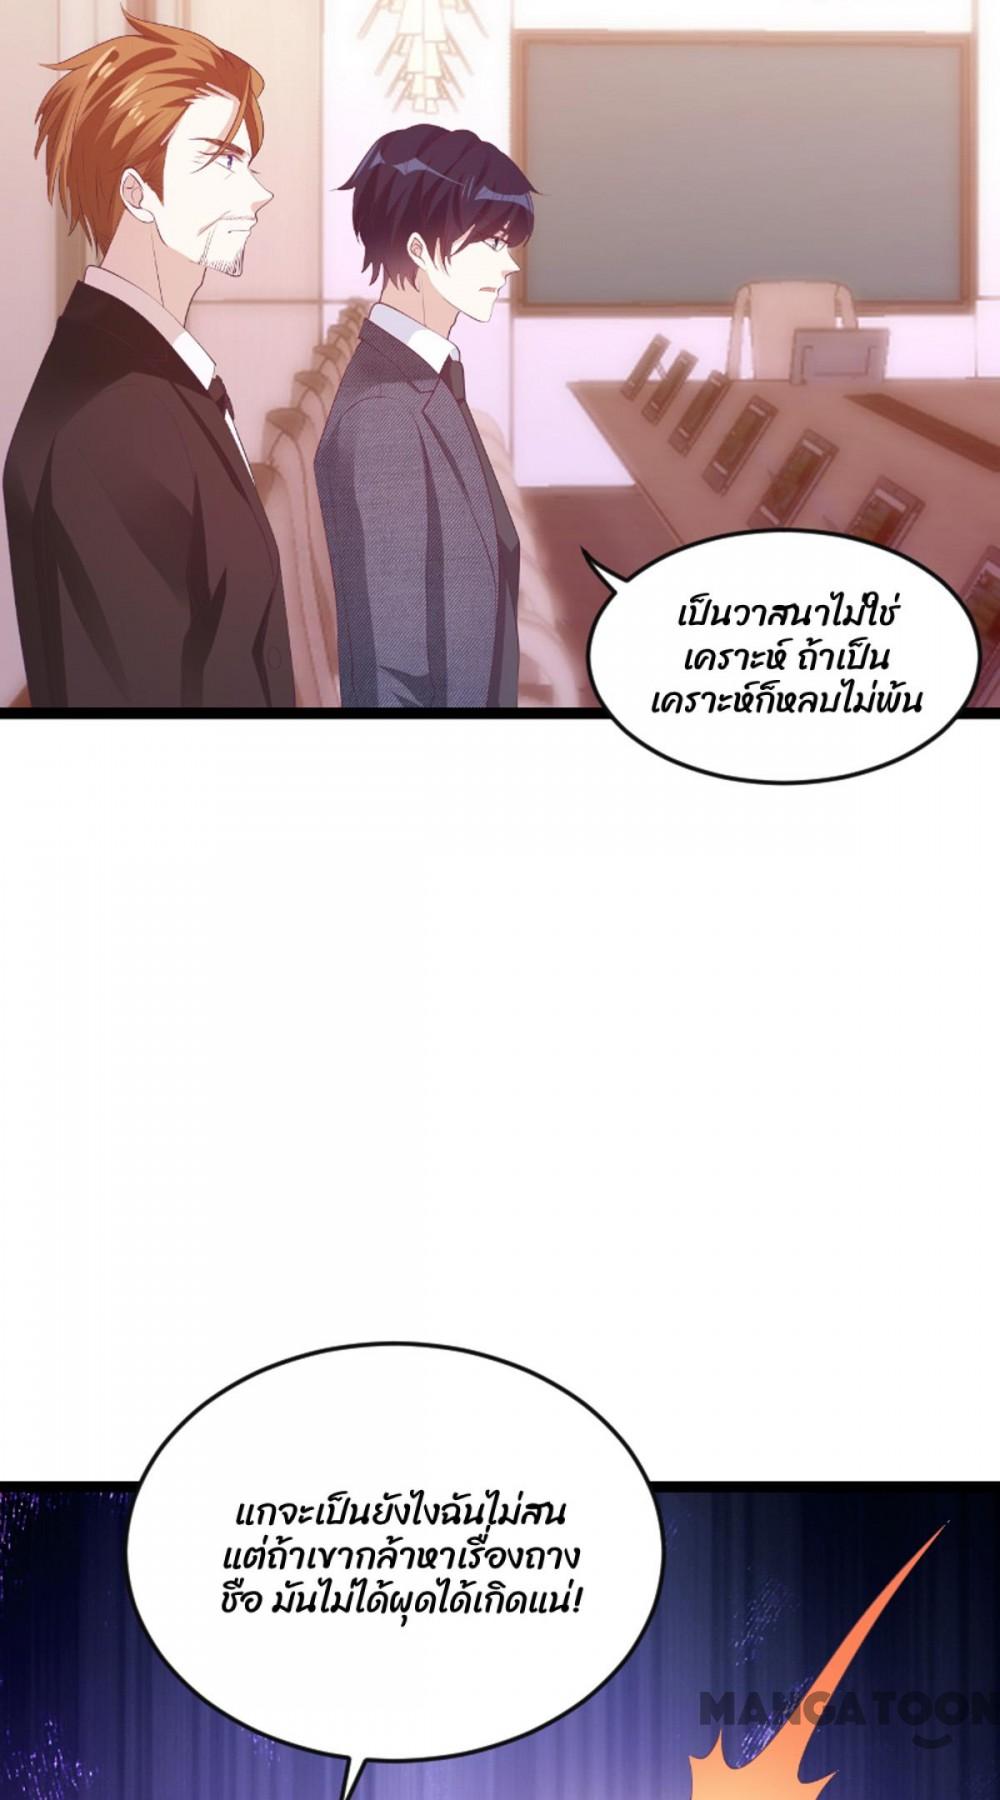 เป็นวาสนาไม่ใช่
เคราะห์ ถ้าเป็น
เคราะห์ก็หลบไม่พ้น
แกจะเป็นยังไงฉันไม่สน
แต่ถ้าเขากล้าหาเรื่องถาง
ชือ มันไม่ได้ผุดได้เกิดแน่!
MANGATOON